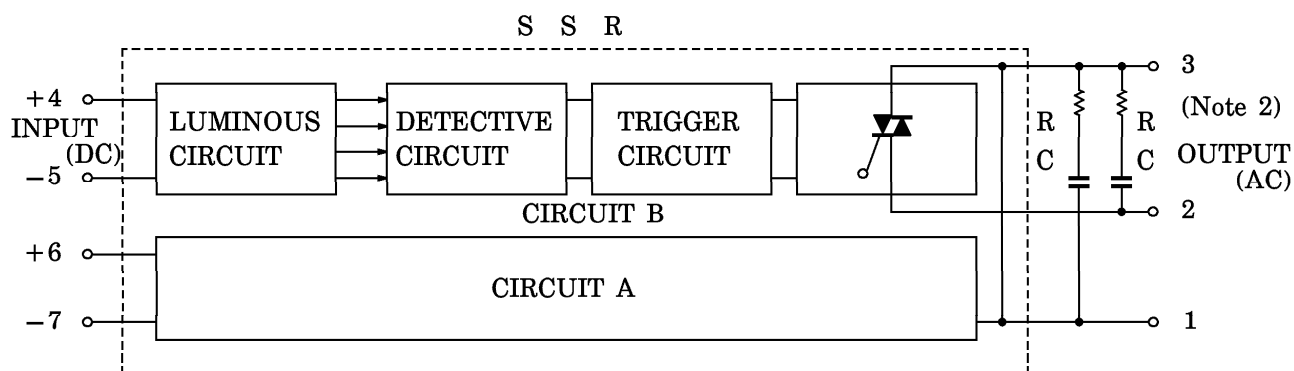 S S R
+4
INPUT
(DC)
−5
LUMINOUS
CIRCUIT
DETECTIVE
CIRCUIT
TRIGGER
CIRCUIT
CIRCUIT B
+6
−7
CIRCUIT A
R
C
R
C
3
(Note 2)
OUTPUT
(AC)
2
1